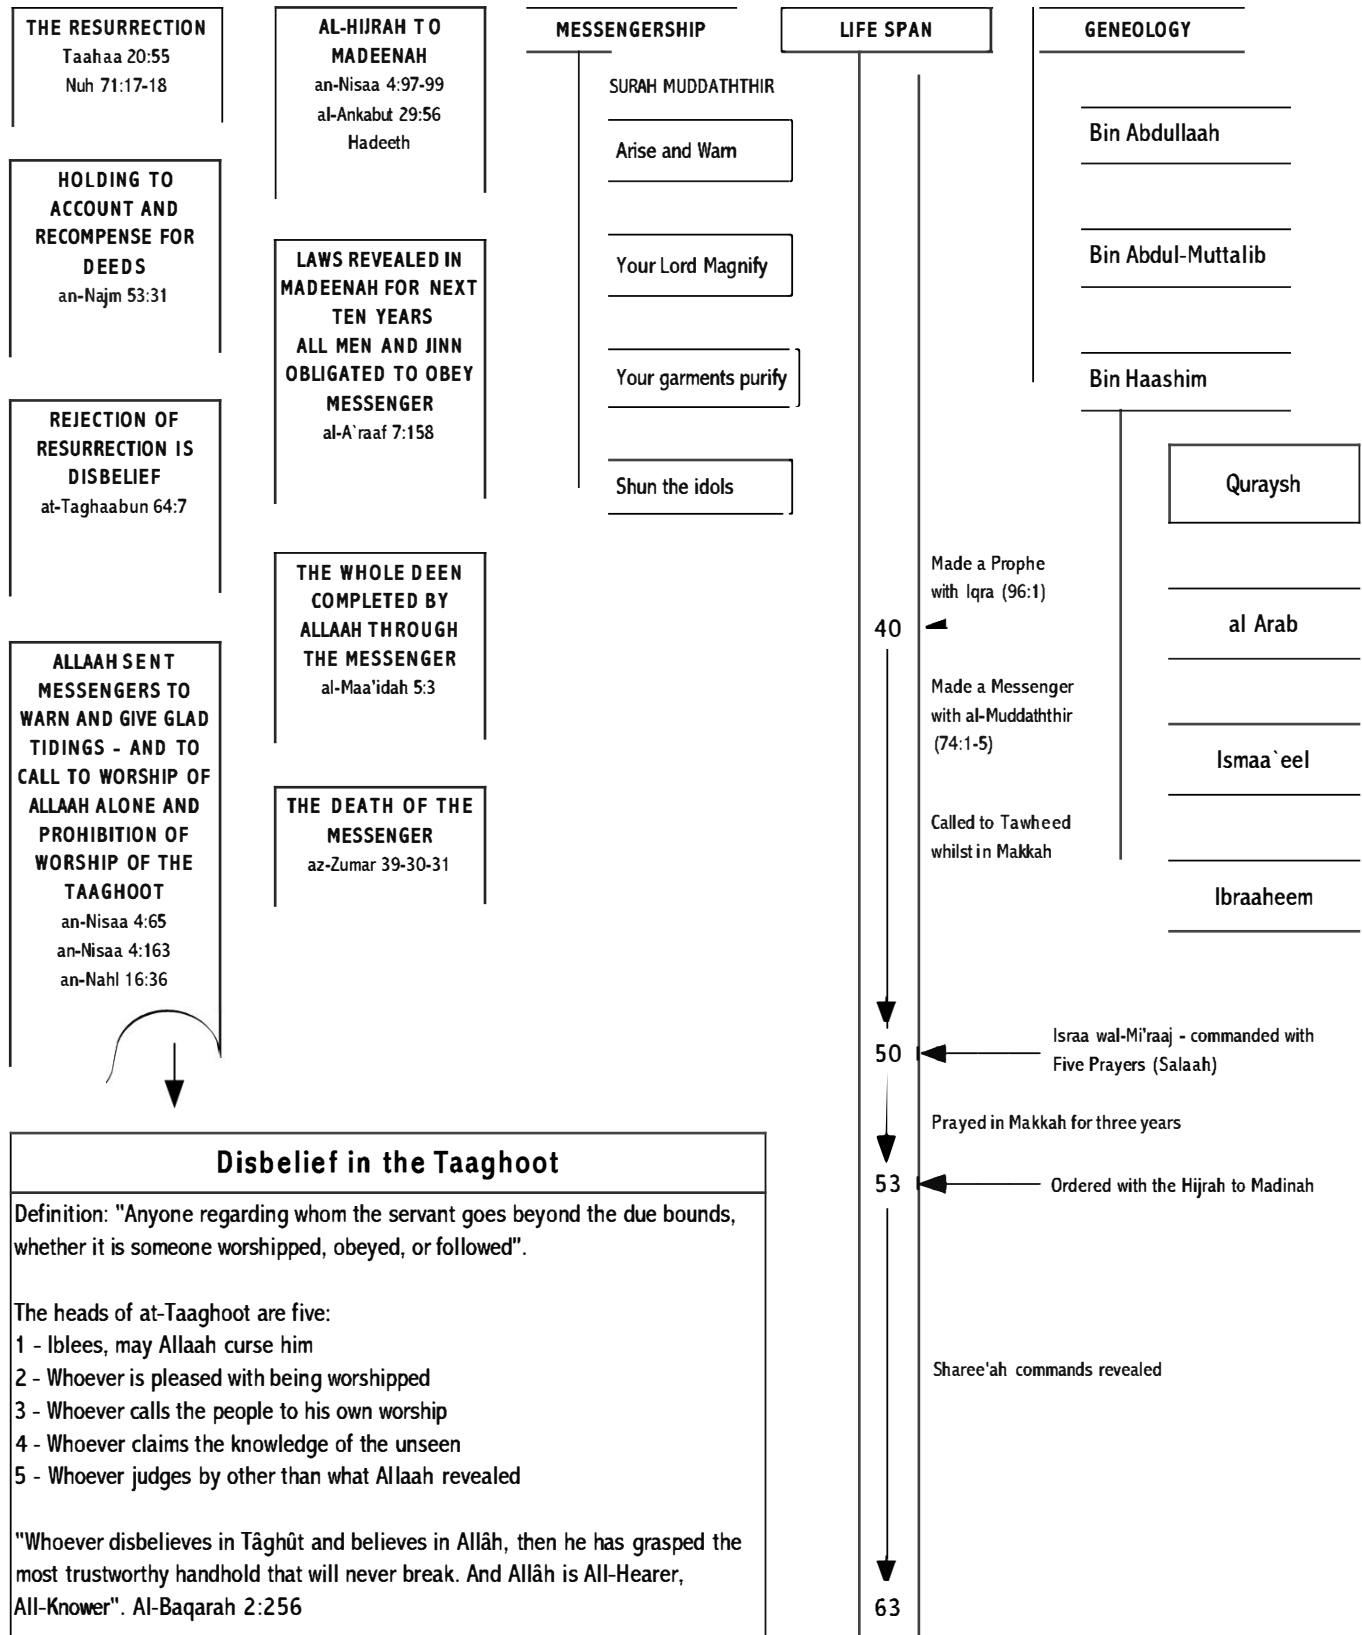 THE RESURRECTION
Taahaa 20:55
Nuh 71:17-18
HOLDING TO
ACCOUNT AND
RECOMPENSE FOR
DEEDS
an-Najm 53:31
REJECTION OF
RESURRECTION IS
DISBELIEF
at-Taghaabun 64:7
ALLAAH SENT
MESSENGERS TO
WARN AND GIVE GLAD
TIDINGS - AND TO
CALL TO WORSHIP OF
ALLAAH ALONE AND
PROHIBITION OF
WORSHIP OF THE
TAAGHOOT
an-Nisaa 4:65
an-Nisaa 4:163
an-Nahl 16:36
AL-HIJRAH TO
MADEENAH
an-Nisaa 4:97-99
al-Ankabut 29:56
Hadeeth
LAWS REVEALED IN
MADEENAH FOR NEXT
TEN YEARS
ALL MEN AND JINN
OBLIGATED TO OBEY
MESSENGER
al-A`raaf 7:158
THE WHOLE DEEN
COMPLETED BY
ALLAAH THROUGH
THE MESSENGER
al-Maa'idah 5:3
THE DEATH OF THE
MESSENGER
az-Zumar 39-30-31
MESSENGERSHIP
SURAH MUDDATHTHIR
Arise and Warn
Your Lord Magnify
Your garments purify
Shun the idols
LIFE SPAN
40
50
53
63
Made a Prophe
with Iqra (96:1)
Made a Messenger
with al-Muddaththir
(74:1-5)
Called to Tawheed
whilst in Makkah
Israa wal-Mi'raaj - commanded with
Five Prayers (Salaah)
Prayed in Makkah for three years
Ordered with the Hijrah to Madinah
Sharee'ah commands revealed
GENEOLOGY
Bin Abdullaah
Bin Abdul-Muttalib
Bin Haashim
Quraysh
al Arab
Ismaa`eel
Ibraaheem
Disbelief in the Taaghoot
Definition: "Anyone regarding whom the servant goes beyond the due bounds,
whether it is someone worshipped, obeyed, or followed".
The heads of at-Taaghoot are five:
1 - Iblees, may Allaah curse him
2 - Whoever is pleased with being worshipped
3 - Whoever calls the people to his own worship
4 - Whoever claims the knowledge of the unseen
5 - Whoever judges by other than what Allaah revealed
"Whoever disbelieves in Tâghût and believes in Allâh, then he has grasped the
most trustworthy handhold that will never break. And Allâh is All-Hearer,
All-Knower". Al-Baqarah 2:256